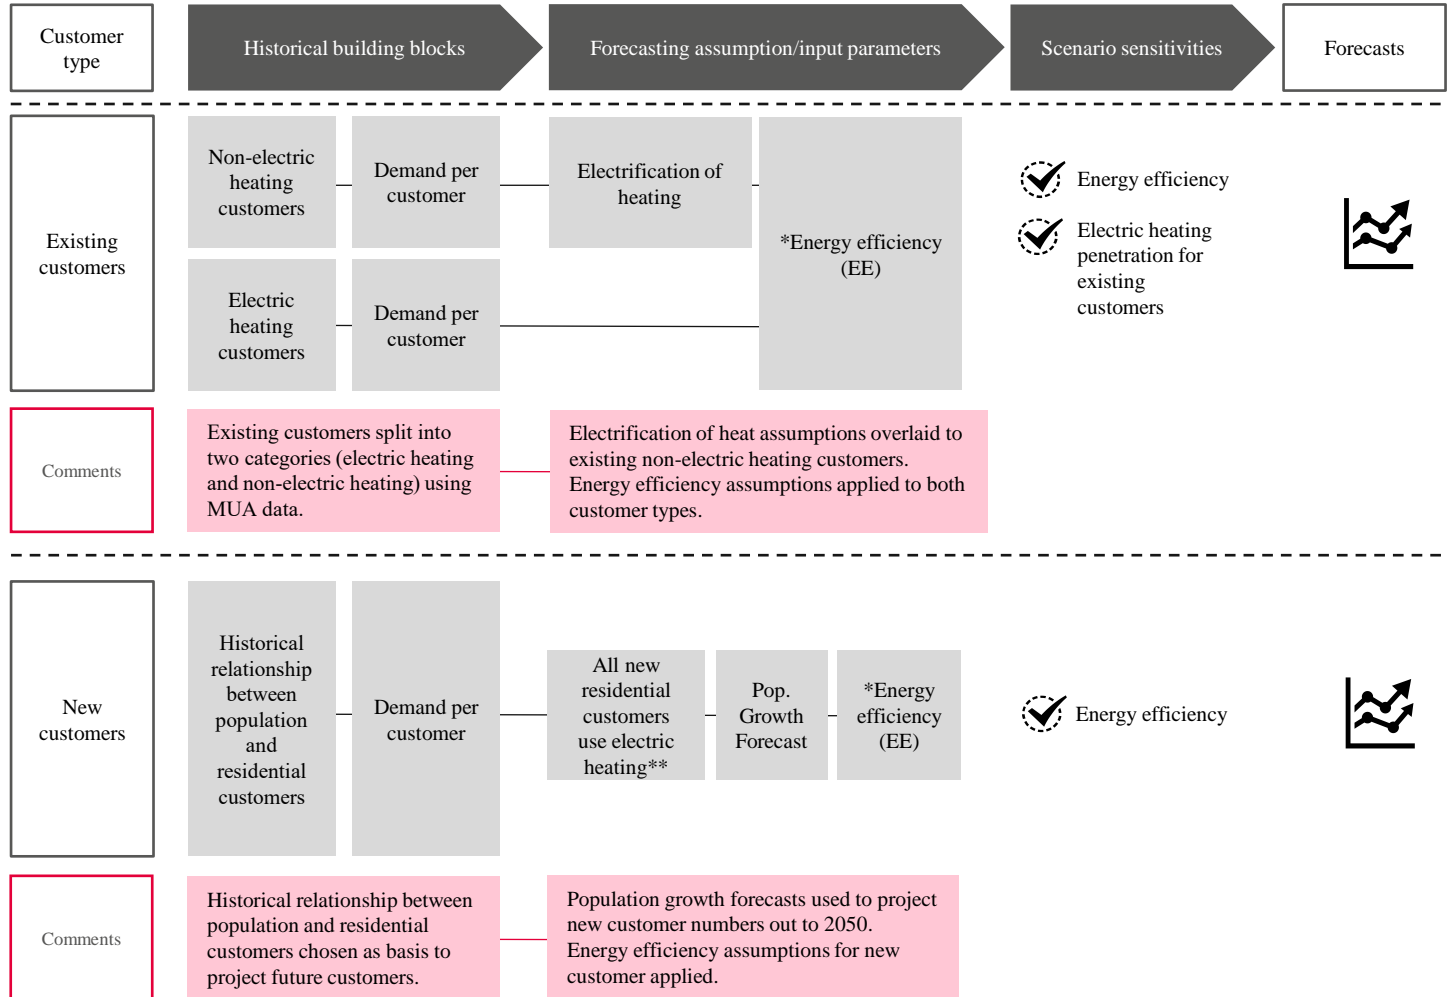 Customer
type
Historical building blocks
Forecasting assumption/input parameters
Scenario sensitivities
Forecasts
Existing
customers
Non-electric
heating
customers
Demand per
customer
Electrification of
heating
*Energy efficiency
(EE)
Electric
heating
customers
Demand per
customer
Energy efficiency
Electric heating
penetration for
existing
customers
Comments
Existing customers split into
two categories (electric heating
and non-electric heating) using
MUA data.
Electrification of heat assumptions overlaid to
existing non-electric heating customers.
Energy efficiency assumptions applied to both
customer types.
New
customers
Historical
relationship
between
population
and
residential
customers
Demand per
customer
All new
residential
customers
use electric
heating**
Pop.
Growth
Forecast
*Energy
efficiency
(EE)
Energy efficiency
Comments
Historical relationship between
population and residential
customers chosen as basis to
project future customers.
Population growth forecasts used to project
new customer numbers out to 2050.
Energy efficiency assumptions for new
customer applied.